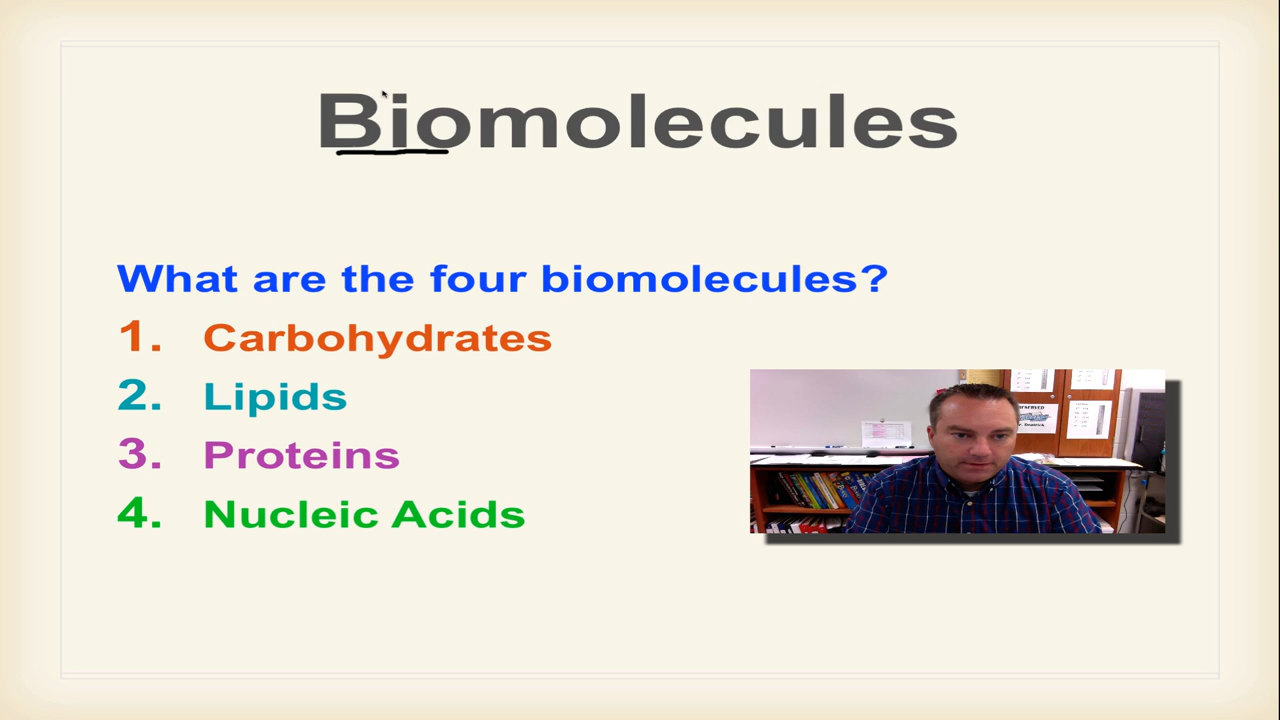 Biomolecules
What are the four biomolecules?
1. Carbohydrates
2. Lipids
3. Proteins
4. Nucleic Acids